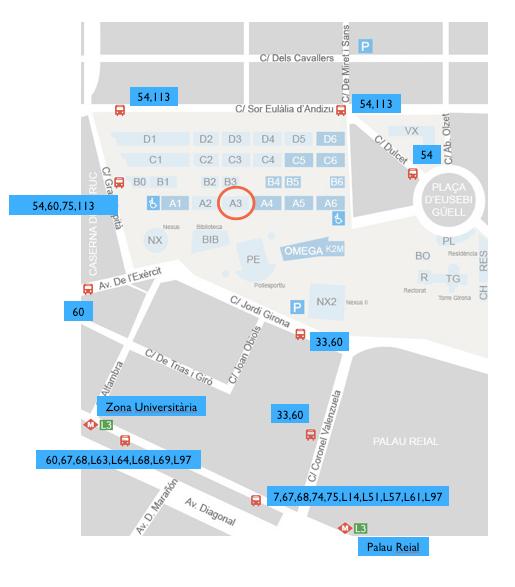 P
C/ Dels Cavallers
C/ De Miret i Sans
54,113
C/ Sor Eulàlia d'Andizu
54,113
VX
C/ Dulcet
C/ Ab. Olzet
54
D1 D2 D3 D4 D5 D6
C1 C2 C3 C4 C5 C6
B0 B1 B2 B3 B4 B5 B6
A1 A2 A3 A4 A5 A6
C/ Gran
pità
CASERNA DE
RUC
54,60,75,113
PLAÇA
D'EUSEBI
GÜELL
Nexus
NX
Biblioteca
BIB
PE
Poliesportiu
OMEGA K2M
PL
Residència
BO
R
Rectorat
TG
Torre Girona
CH
RES
Av. De l'Exèrcit
60
C/ Jordi Girona
P
NX2
Nexus II
33,60
C/ Joan Obiols
C/ De Trias i Giró
Alfambra
Zona Universitària
M L3
60,67,68,L63,L64,L68,L69,L97
33,60
C/ Coronel Valenzuela
PALAU REIAL
7,67,68,74,75,L14,L51,L57,L61,L97
Av. D. Marañón
Av. Diagonal
M L3
Palau Reial